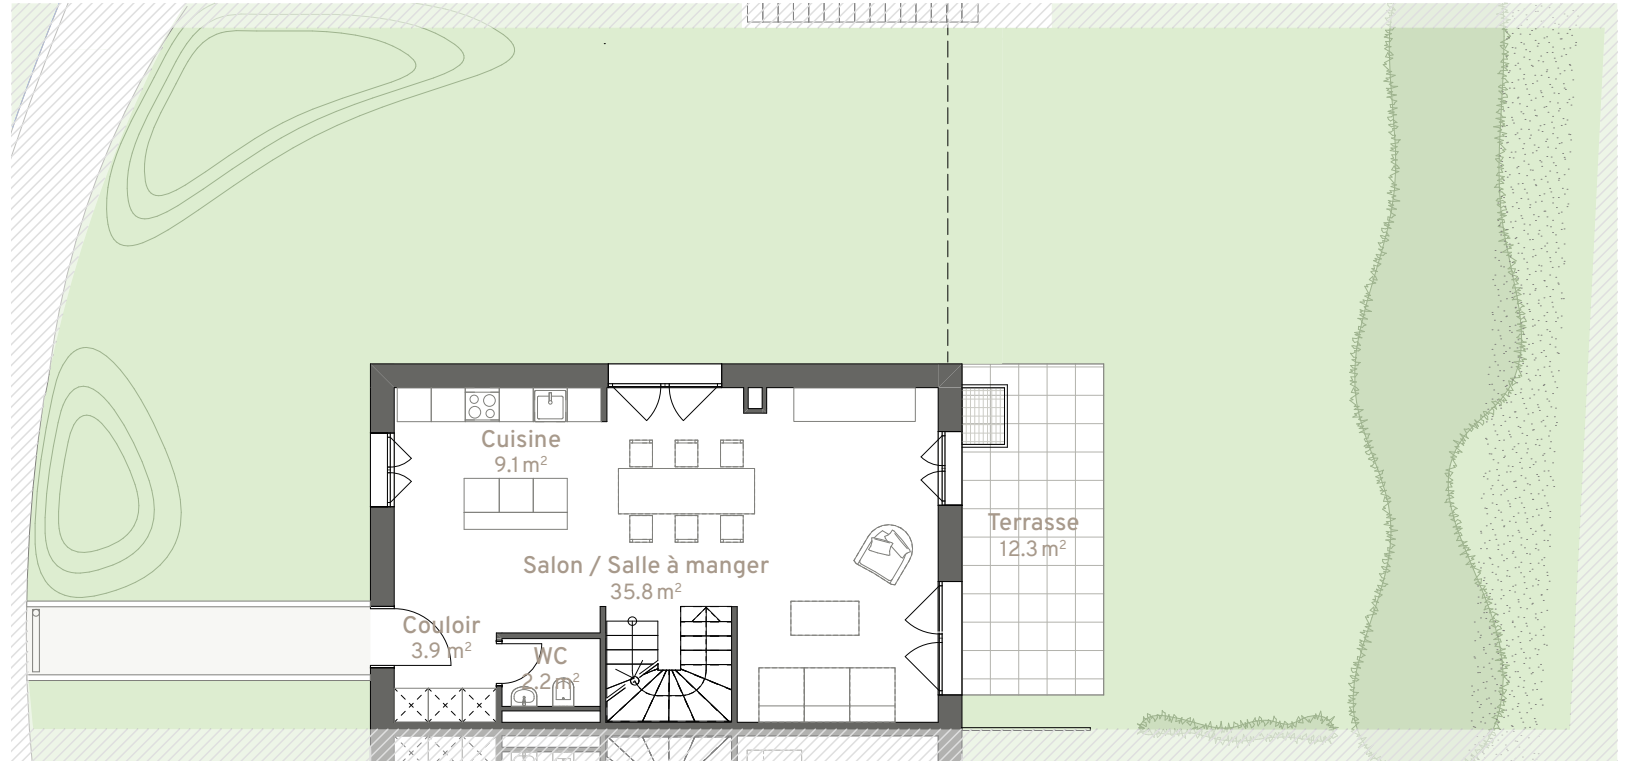 Cuisine
9.1 m²
Terrasse
12.3 m²
Salon / Salle à manger
35.8 m²
Couloir
3.9 m²
WC
2.2 m²